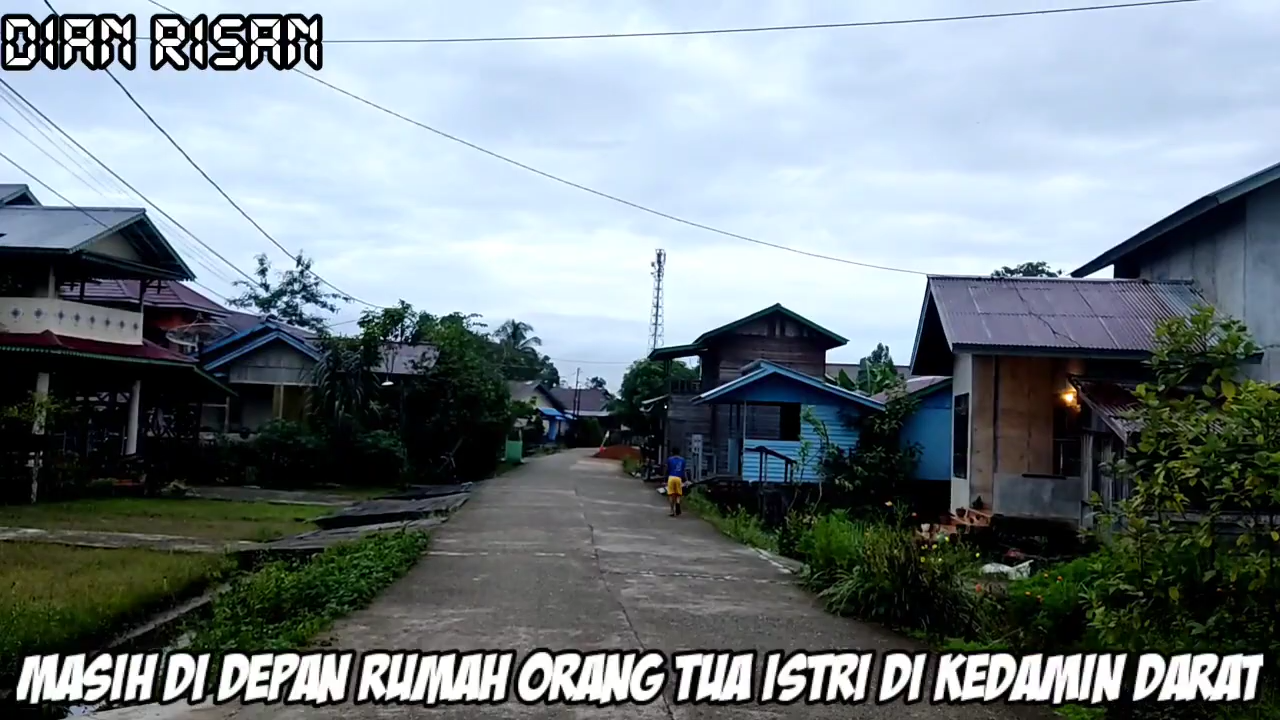 DIAN RISAN
MASIH DI DEPAN RUMAH ORANG TUA ISTRI DI KEDAMIN DARAT